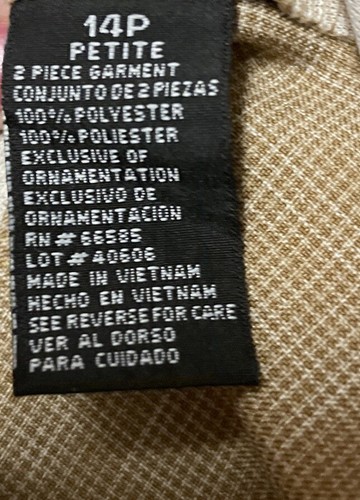 14P
PETITE
2 PIECE GARMENT
CONJUNTO DE 2 PIEZAS
100% POLYESTER
100% POLIESTER
EXCLUSIVE OF
ORNAMENTATION
EXCLUSIVO DE
ORNAMENTACION
RN # 66585
LOT # 40606
MADE IN VIETNAM
HECHO EN VIETNAM
SEE REVERSE FOR CARE
VER AL DORSO
PARA CUIDADO